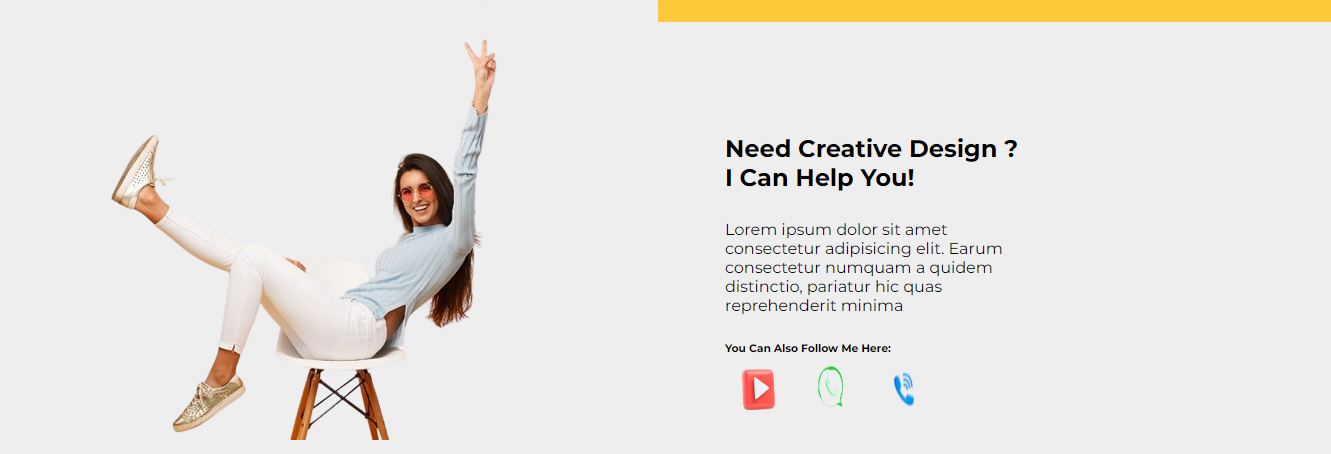 Need Creative Design ?
I Can Help You!
Lorem ipsum dolor sit amet
consectetur adipisicing elit. Earum
consectetur numquam a quidem
distinctio, pariatur hic quas
reprehenderit minima
You Can Also Follow Me Here: